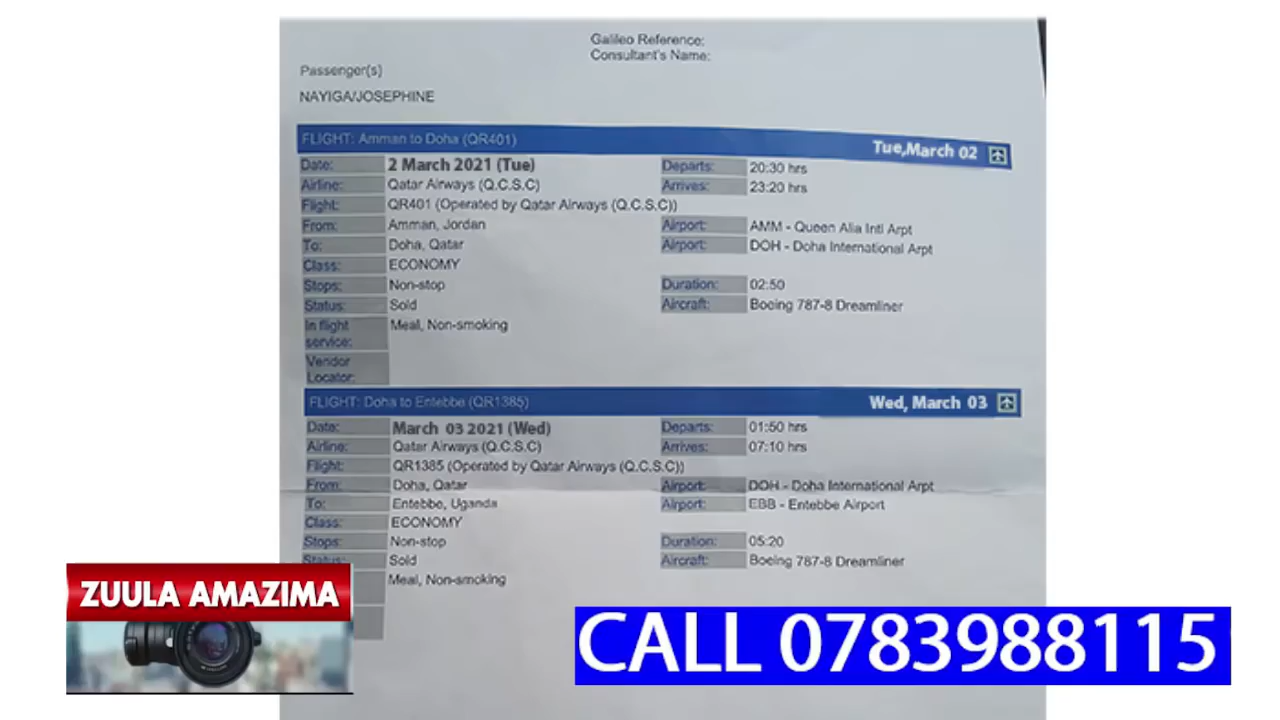 Galileo Reference:
Consultant's Name:
Passenger(s)
NAYIGA/JOSEPHINE
FLIGHT: Amman to Doha (QR401) Tue,March 02
Date: 2 March 2021 (Tue) Departs: 20:30 hrs
Airline: Qatar Airways (Q.C.S.C) Arrives: 23:20 hrs
Flight: QR401 (Operated by Qatar Airways (Q.C.S.C))
From: Amman, Jordan Airport: AMM - Queen Alia Intl Arpt
To: Doha, Qatar Airport: DOH - Doha International Arpt
Class: ECONOMY
Stops: Non-stop Duration: 02:50
Status: Sold Aircraft: Boeing 787-8 Dreamliner
In flight service: Meal, Non-smoking
Vendor
Locator:
FLIGHT: Doha to Entebbe (QR1385) Wed, March 03
Date: March 03 2021 (Wed) Departs: 01:50 hrs
Airline: Qatar Airways (Q.C.S.C) Arrives: 07:10 hrs
Flight: QR1385 (Operated by Qatar Airways (Q.C.S.C))
From: Doha, Qatar Airport: DOH - Doha International Arpt
To: Entebbe, Uganda Airport: EBB - Entebbe Airport
Class: ECONOMY
Stops: Non-stop Duration: 05:20
Status: Sold Aircraft: Boeing 787-8 Dreamliner
Meal, Non-smoking
ZUULA AMAZIMA
CALL 0783988115